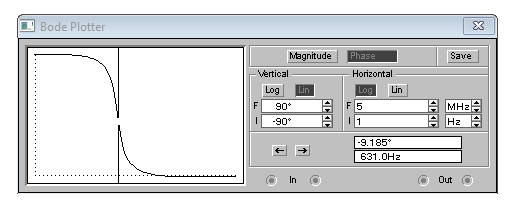 Bode Plotter
Magnitude Phase Save
Vertical Horizontal
Log Lin Log Lin
F 90° F 5 MHz
I -90° I 1 Hz
-9.185°
631.0Hz
In Out